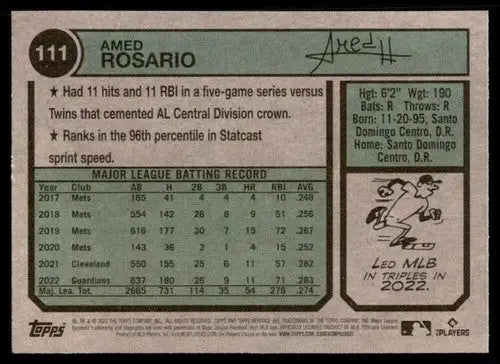 111
AMED
ROSARIO
Amed H
★ Had 11 hits and 11 RBI in a five-game series versus
Twins that cemented AL Central Division crown.
★ Ranks in the 96th percentile in Statcast
sprint speed.
Hgt: 6'2" Wgt: 190
Bats: R Throws: R
Born: 11-20-95, Santo
Domingo Centro, D.R.
Home: Santo Domingo
Centro, D.R.
MAJOR LEAGUE BATTING RECORD
Year Club AB H 2B 3B HR RBI AVG
2017 Mets 165 41 4 4 4 10 .248
2018 Mets 554 142 26 8 9 51 .256
2019 Mets 616 177 30 7 15 72 .287
2020 Mets 143 36 3 1 4 15 .252
2021 Cleveland 550 155 25 6 11 57 .282
2022 Guardians 637 180 26 9 11 71 .283
Maj. Lea. Tot. 2665 731 114 35 54 276 .274
LED MLB
IN TRIPLES IN
2022.
Topps
PLAYERS